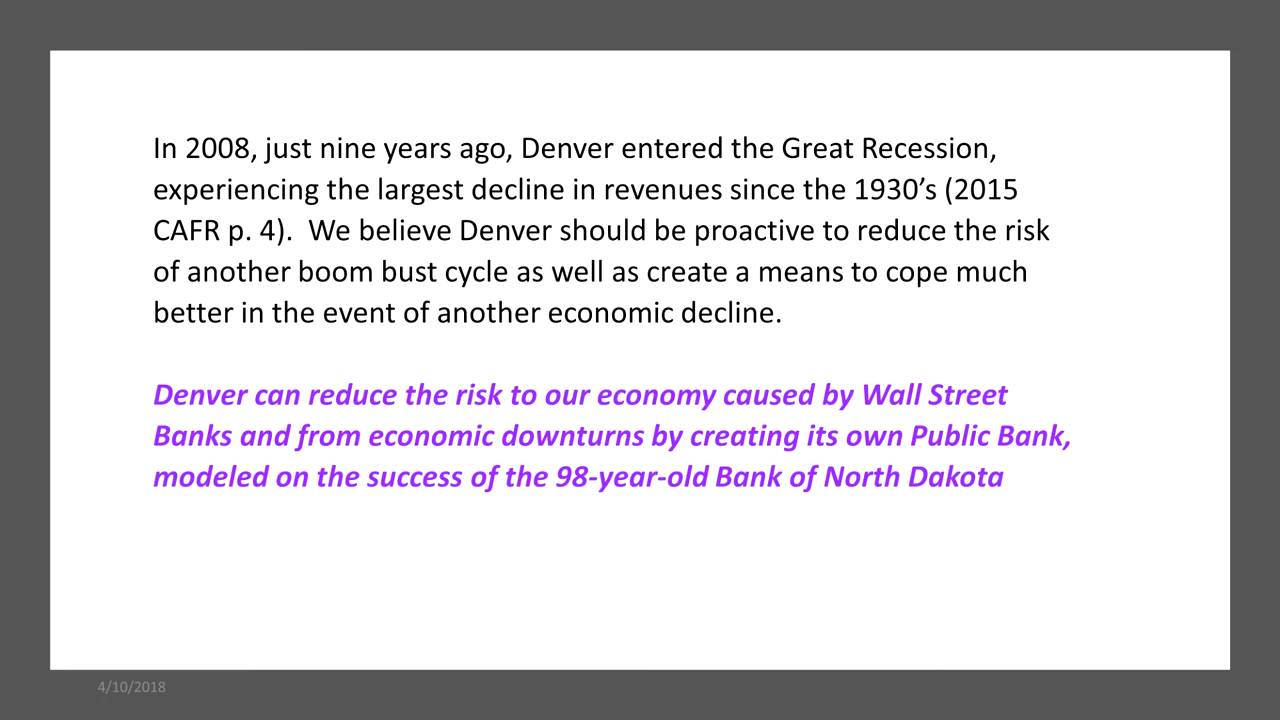 In 2008, just nine years ago, Denver entered the Great Recession,
experiencing the largest decline in revenues since the 1930’s (2015
CAFR p. 4).  We believe Denver should be proactive to reduce the risk
of another boom bust cycle as well as create a means to cope much
better in the event of another economic decline.
Denver can reduce the risk to our economy caused by Wall Street
Banks and from economic downturns by creating its own Public Bank,
modeled on the success of the 98-year-old Bank of North Dakota
4/10/2018